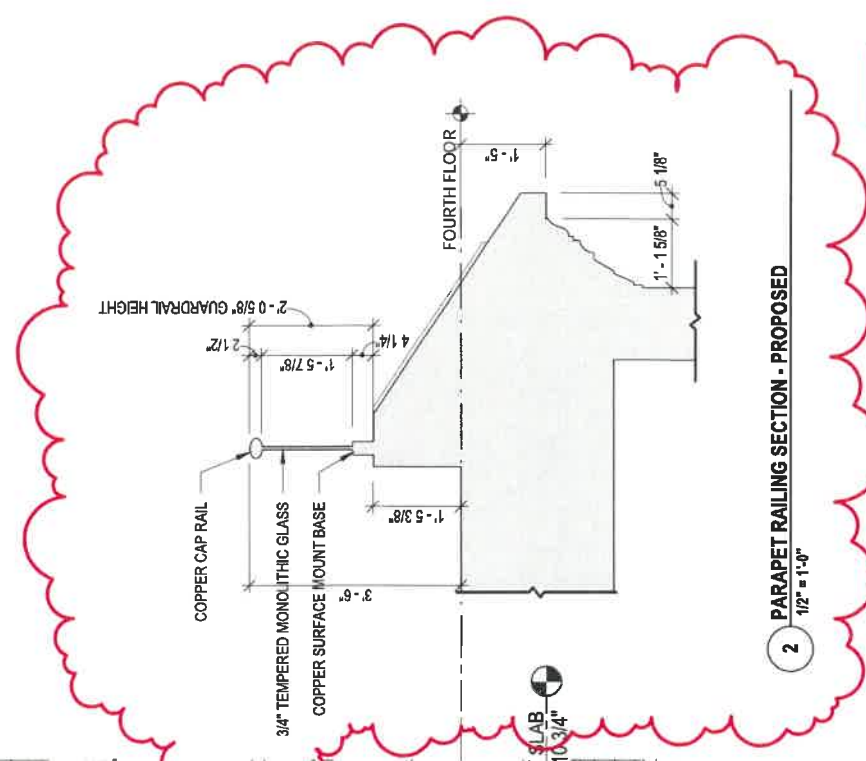 COPPER CAP RAIL
3/4" TEMPERED MONOLITHIC GLASS
COPPER SURFACE MOUNT BASE
2' - 0 5/8" GUARDRAIL HEIGHT
2 1/2"
1' - 5 7/8"
4 1/4"
FOURTH FLOOR
1' - 5"
1' - 5 3/8"
3' - 6"
5 1/8"
1' - 1 5/8"
SLAB
10 3/4"
2
PARAPET RAILING SECTION - PROPOSED
1/2" = 1'-0"